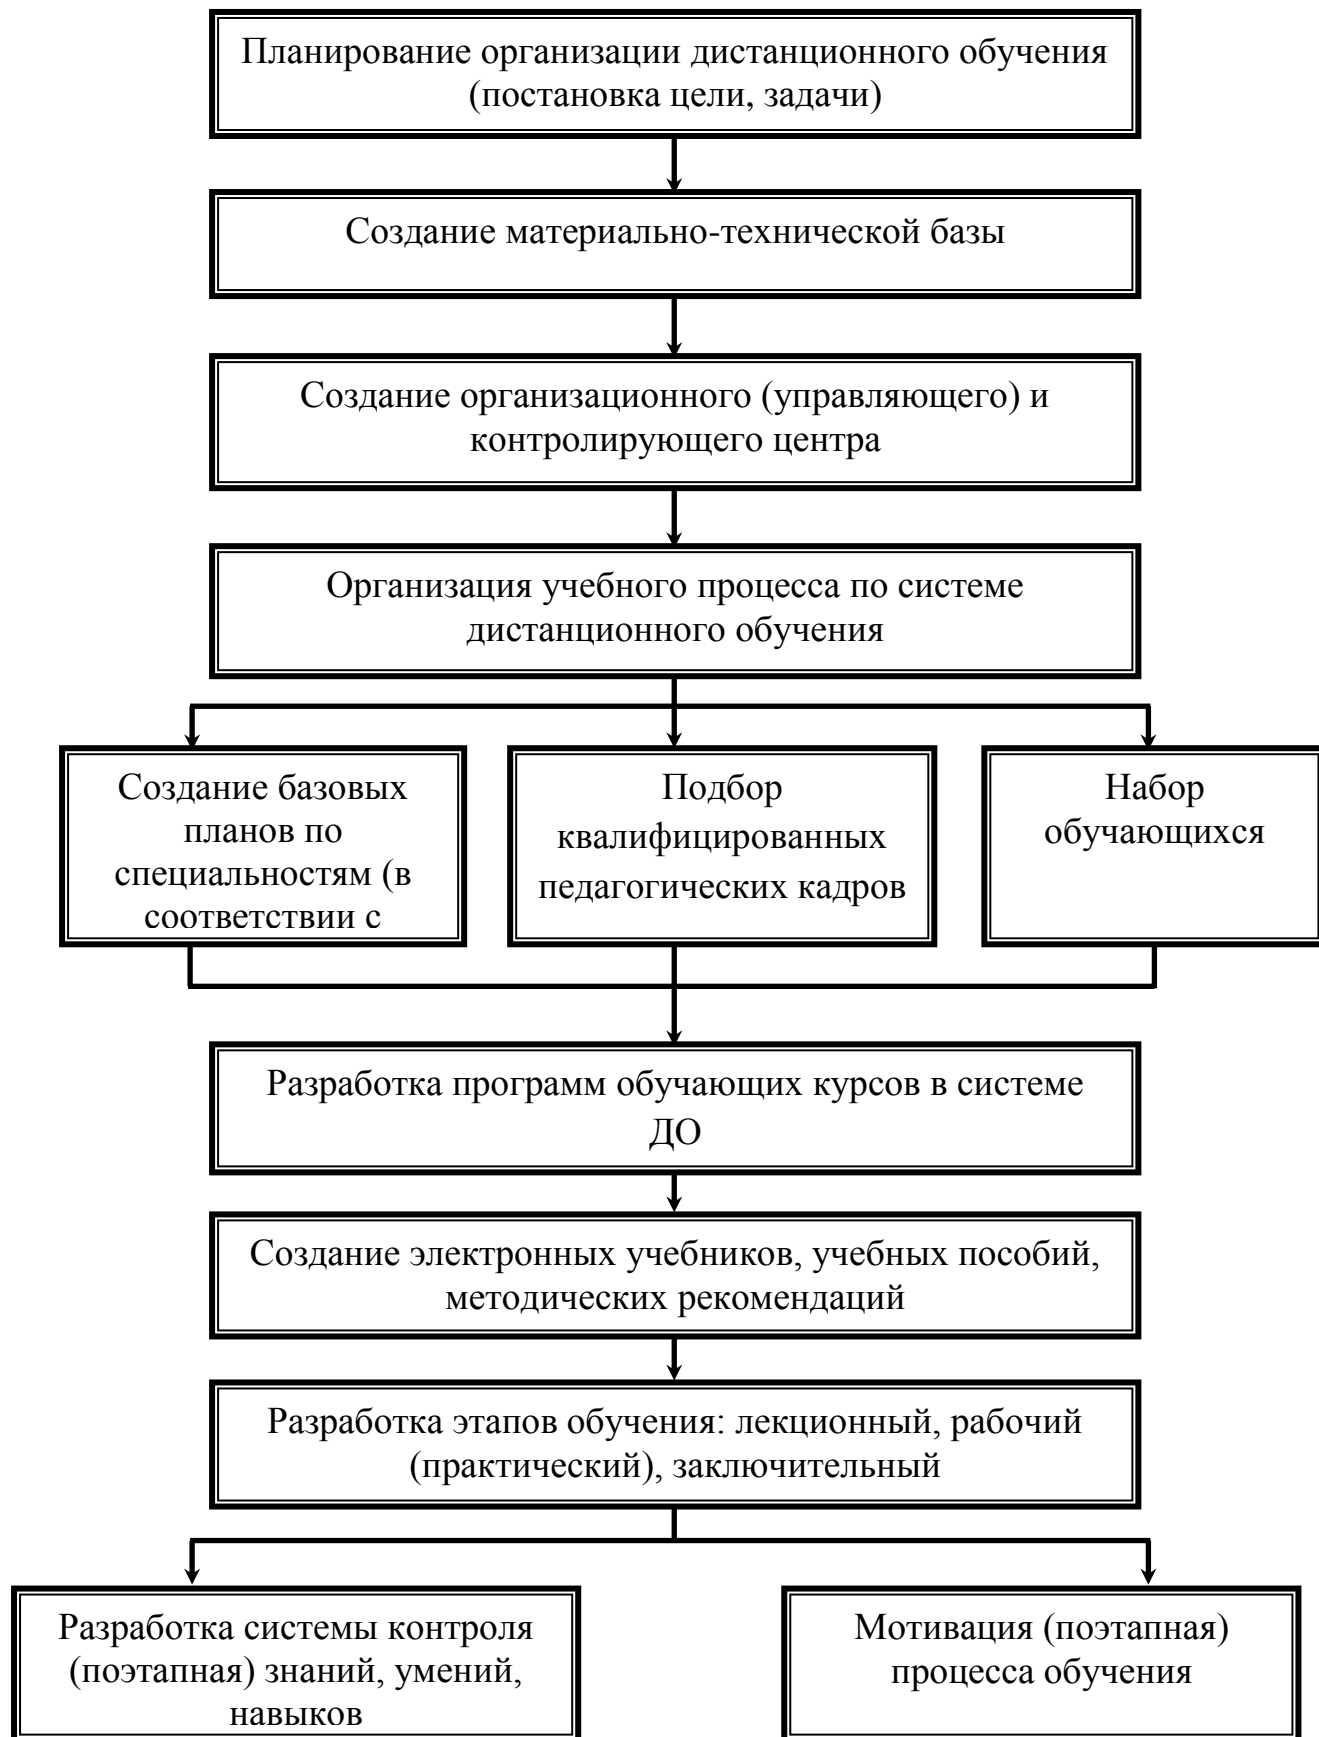 Планирование организации дистанционного обучения
(постановка цели, задачи)
Создание материально-технической базы
Создание организационного (управляющего) и
контролирующего центра
Организация учебного процесса по системе
дистанционного обучения
Создание базовых
планов по
специальностям (в
соответствии с
Подбор
квалифицированных
педагогических кадров
Набор
обучающихся
Разработка программ обучающих курсов в системе
ДО
Создание электронных учебников, учебных пособий,
методических рекомендаций
Разработка этапов обучения: лекционный, рабочий
(практический), заключительный
Разработка системы контроля
(поэтапная) знаний, умений,
навыков
Мотивация (поэтапная)
процесса обучения